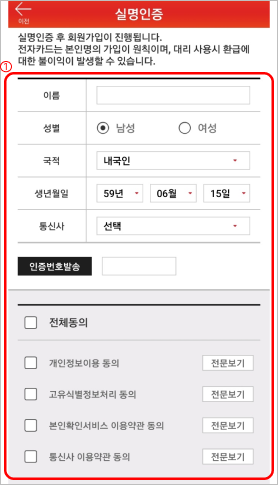 이전
실명인증
실명인증 후 회원가입이 진행됩니다.
전자카드는 본인명의 가입이 원칙이며, 대리 사용시 환급에
대한 불이익이 발생할 수 있습니다.
①
이름
성별 남성 여성
국적 내국인
생년월일 59년 06월 15일
통신사 선택
인증번호발송
전체동의
개인정보이용 동의 전문보기
고유식별정보처리 동의 전문보기
본인확인서비스 이용약관 동의 전문보기
통신사 이용약관 동의 전문보기